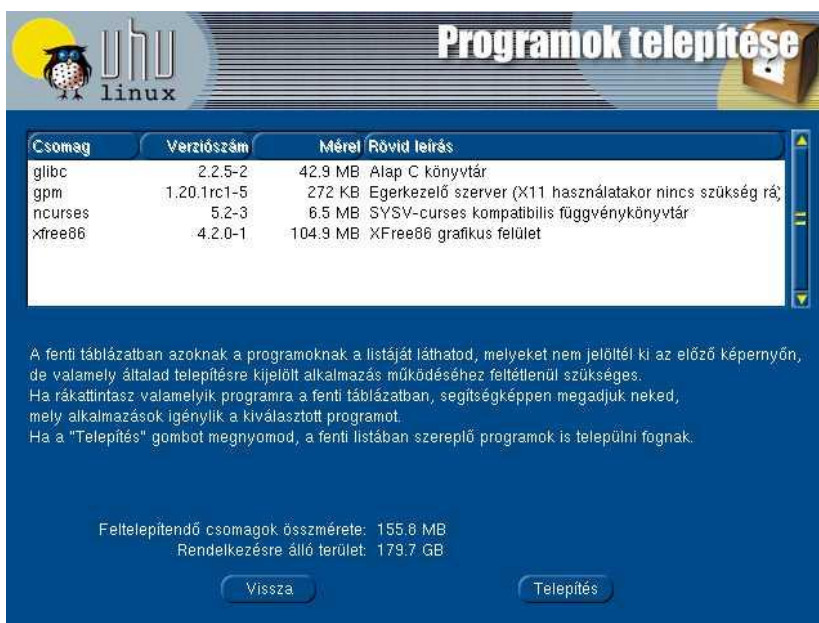 uhu
linux
Programok telepítése
Csomag Verziószám Méret Rövid leírás
glibc 2.2.5-2 42.9 MB Alap C könyvtár
gpm 1.20.1rc1-5 272 KB Egerkezelő szerver (X11 használatakor nincs szükség rá)
ncurses 5.2-3 6.5 MB SYSV-curses kompatibilis függvénykönyvtár
xfree86 4.2.0-1 104.9 MB XFree86 grafikus felület
A fenti táblázatban azoknak a programoknak a listáját láthatod, melyeket nem jelöltél ki az előző képernyőn,
de valamely általad telepítésre kijelölt alkalmazás működéséhez feltétlenül szükséges.
Ha rákattintasz valamelyik programra a fenti táblázatban, segítségképpen megadjuk neked,
mely alkalmazások igénylik a kiválasztott programot.
Ha a "Telepítés" gombot megnyomod, a fenti listában szereplő programok is települni fognak.
Feltelepítendő csomagok összmérete: 155.8 MB
Rendelkezésre álló terület: 179.7 GB
Vissza Telepítés